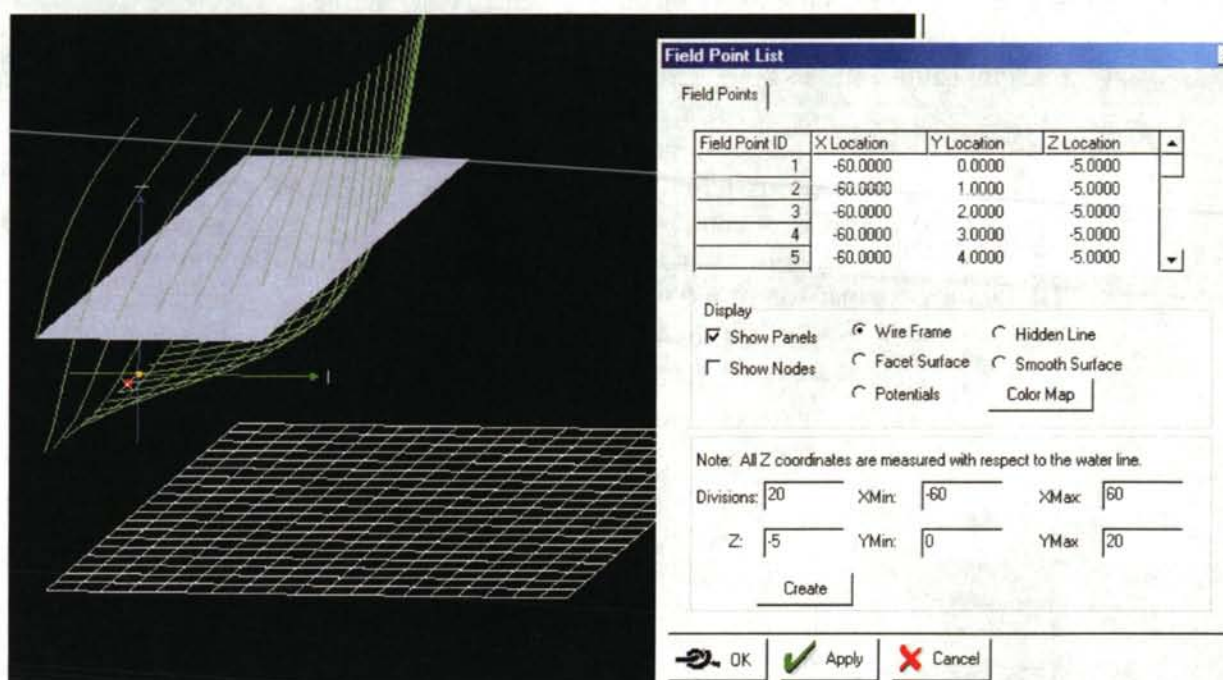 Field Point List
Field Points
Field Point ID X Location Y Location Z Location
1 -60.0000 0.0000 -5.0000
2 -60.0000 1.0000 -5.0000
3 -60.0000 2.0000 -5.0000
4 -60.0000 3.0000 -5.0000
5 -60.0000 4.0000 -5.0000
Display
Show Panels Wire Frame Hidden Line
Show Nodes Facet Surface Smooth Surface
Potentials Color Map
Note: All Z coordinates are measured with respect to the water line.
Divisions: 20 XMin: -60 XMax: 60
Z: -5 YMin: 0 YMax 20
Create
OK Apply Cancel